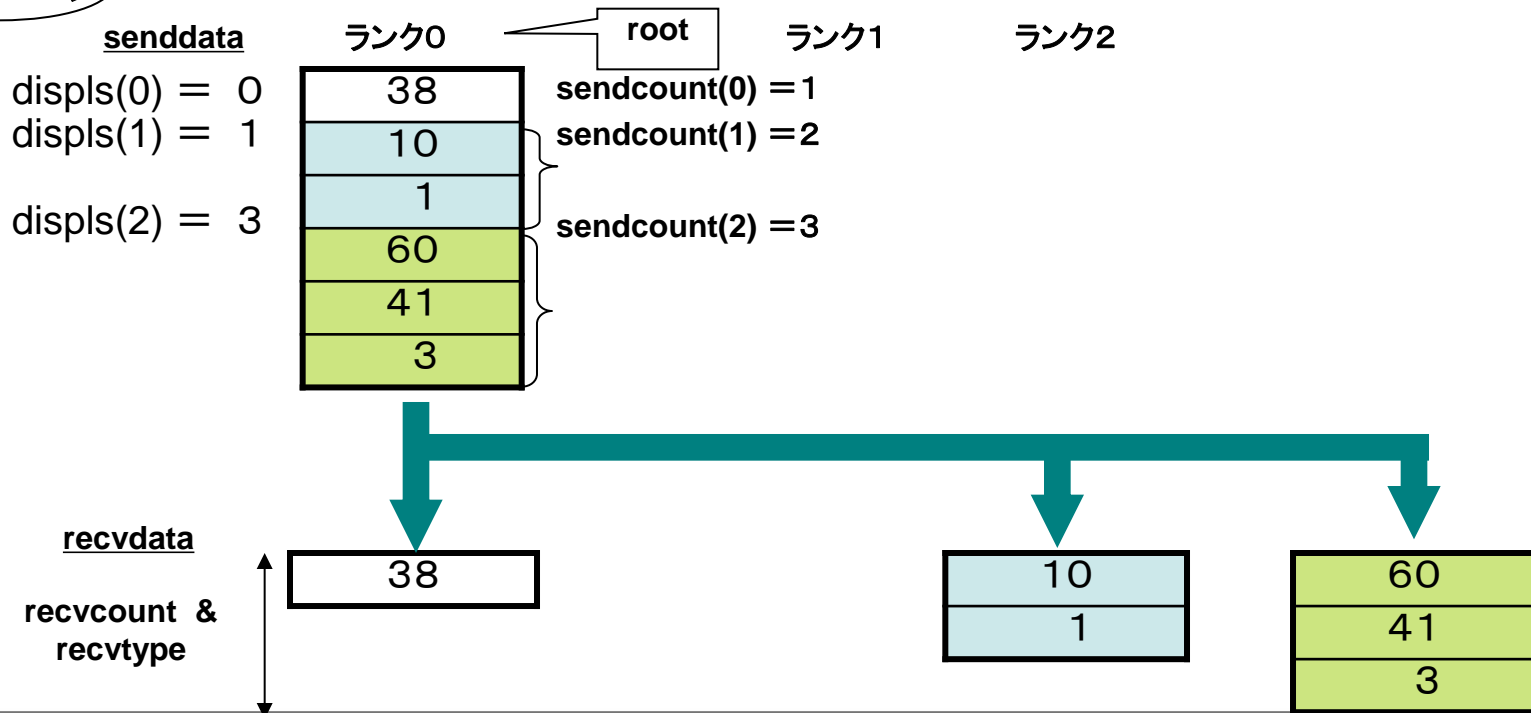 senddata ランク０ root ランク１ ランク２
displs(0) ＝ ０ ３８ sendcount(0) ＝１
displs(1) ＝ １ １０ sendcount(1) ＝２
１
displs(2) ＝ ３ sendcount(2) ＝３
６０
４１
３
recvdata
３８ １０ ６０
recvcount & １ ４１
recvtype
３